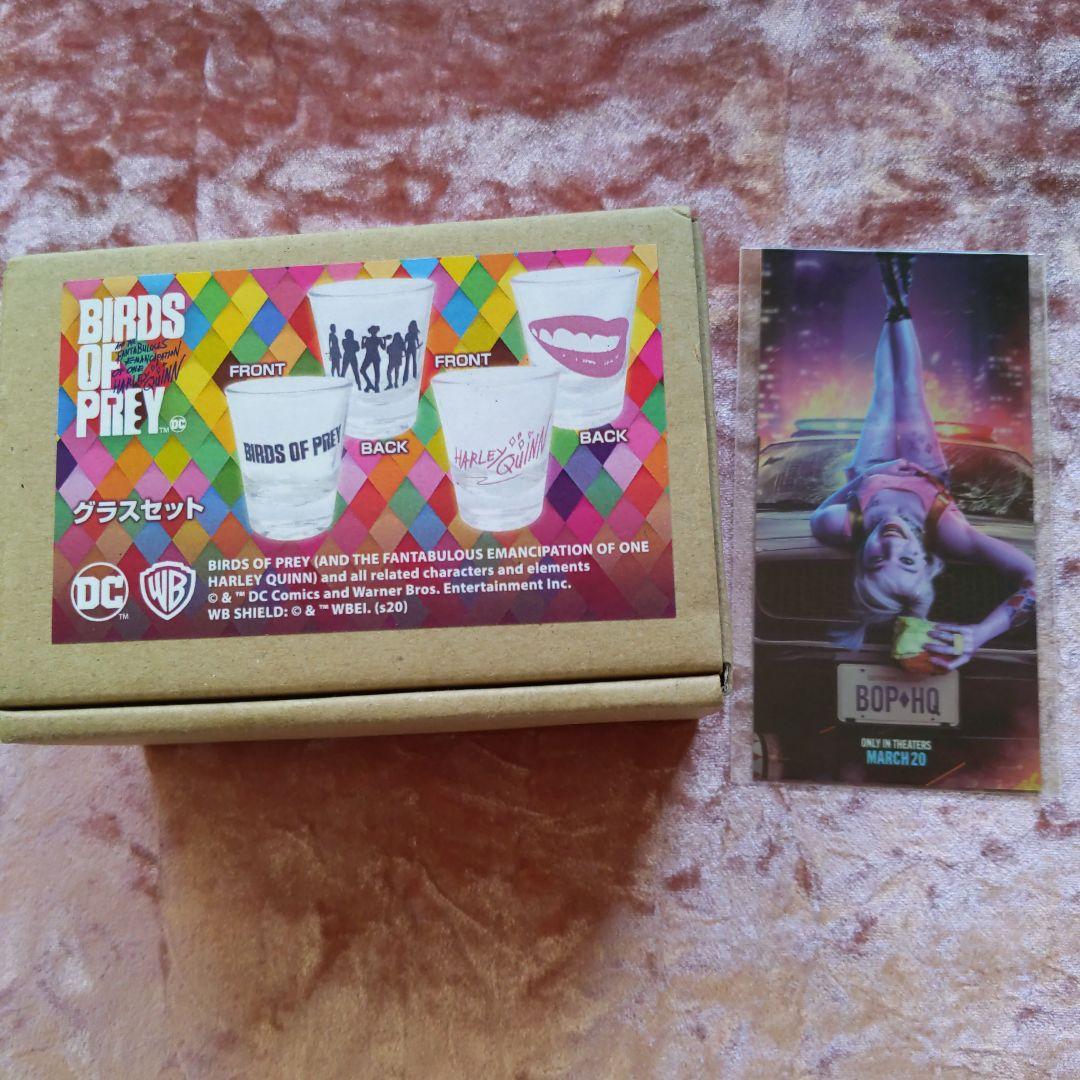 BIRDS
AND THE
FANTABULOUS
EMANCIPATION
OF ONE
OF
HARLEY QUINN
PREY™ DC
グラスセット
FRONT
BIRDS OF PREY
BACK
FRONT
HARLEY QUINN
BACK
DC™
WB
BIRDS OF PREY (AND THE FANTABULOUS EMANCIPATION OF ONE
HARLEY QUINN) and all related characters and elements
© & ™ DC Comics and Warner Bros. Entertainment Inc.
WB SHIELD: © & ™ WBEI. (s20)
BOP♦HQ
ONLY IN THEATERS
MARCH 20